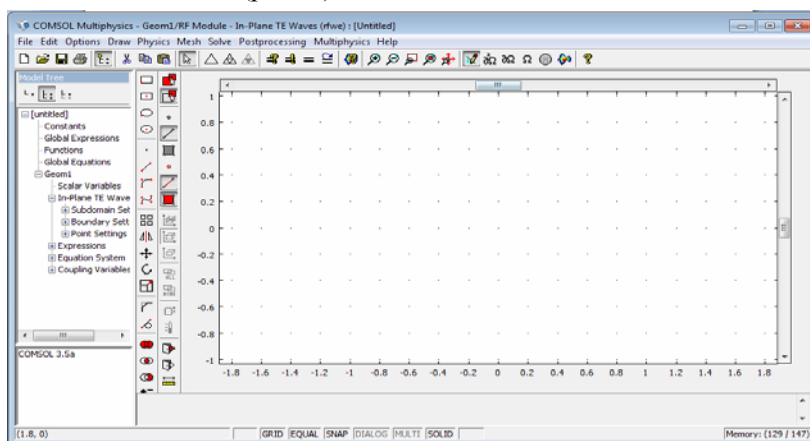 COMSOL Multiphysics - Geom1/RF Module - In-Plane TE Waves (rfwe) : [Untitled]
File Edit Options Draw Physics Mesh Solve Postprocessing Multiphysics Help
Model Tree
[untitled]
Constants
Global Expressions
Functions
Global Equations
Geom1
Scalar Variables
In-Plane TE Wave
Subdomain Set
Boundary Sett
Point Settings
Expressions
Equation System
Coupling Variables
COMSOL 3.5a
1
0.8
0.6
0.4
0.2
0
-0.2
-0.4
-0.6
-0.8
-1
-1.8 -1.6 -1.4 -1.2 -1 -0.8 -0.6 -0.4 -0.2 0 0.2 0.4 0.6 0.8 1 1.2 1.4 1.6 1.8
(1.8, 0) GRID EQUAL SNAP DIALOG MULTI SOLID Memory: (129 / 147)